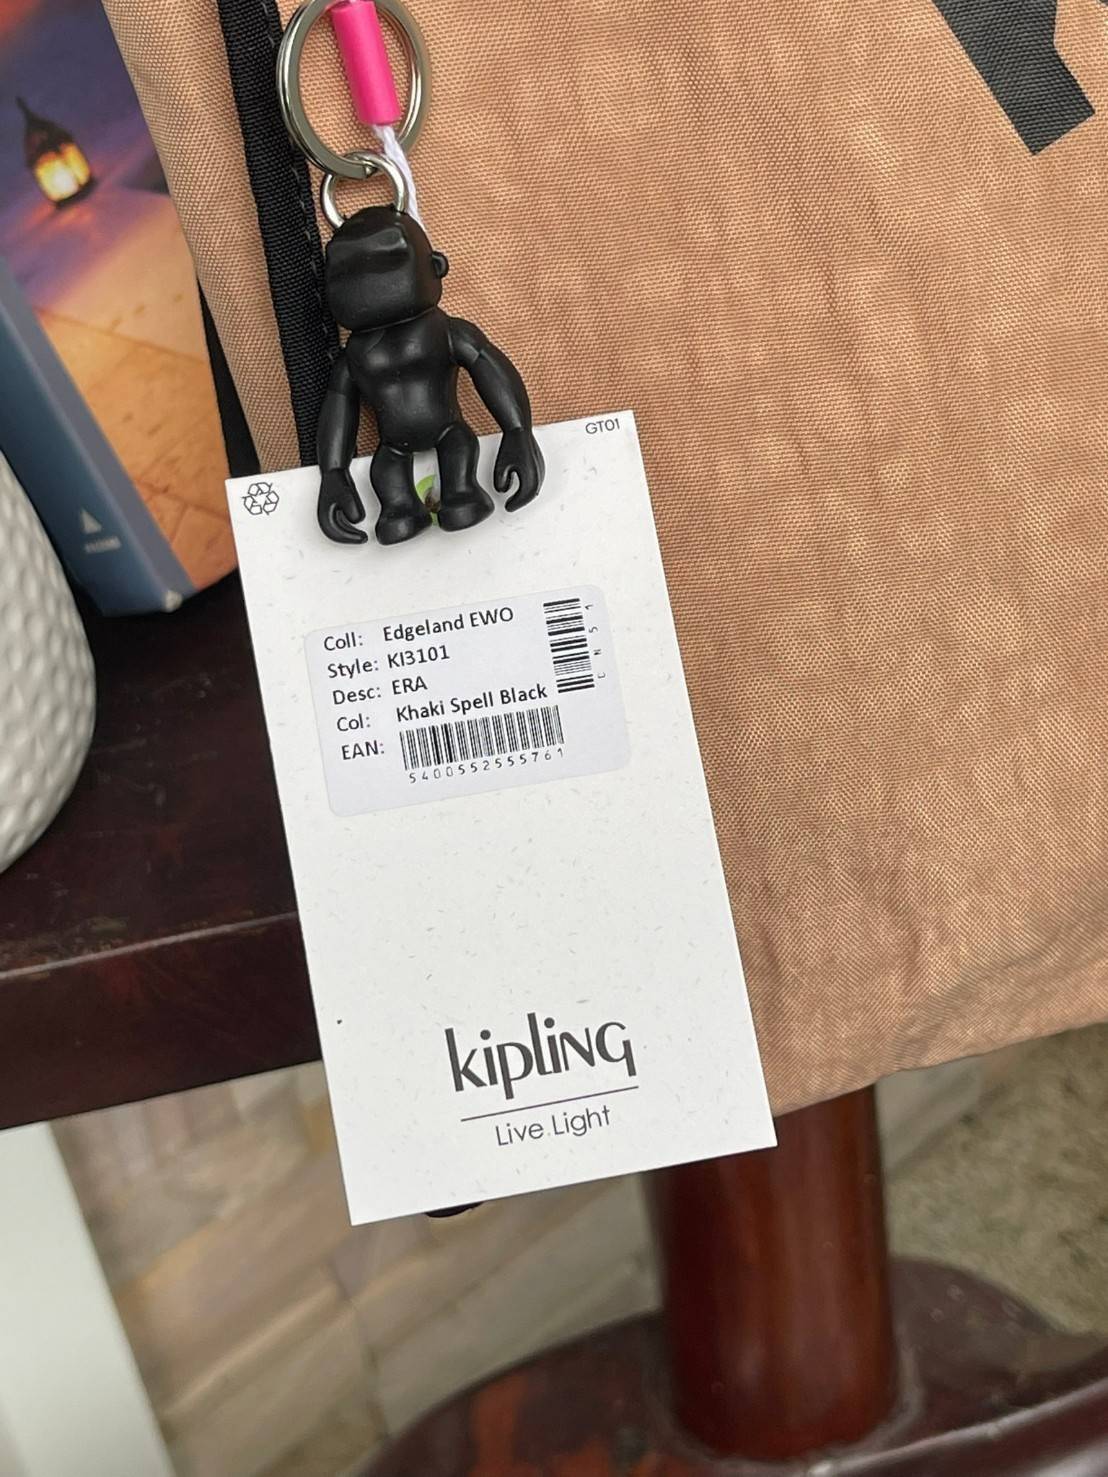 GT01
Coll: Edgeland EWO
Style: KI3101
Desc: ERA
Col: Khaki Spell Black
EAN:
5400552555761
kipling
Live.Light